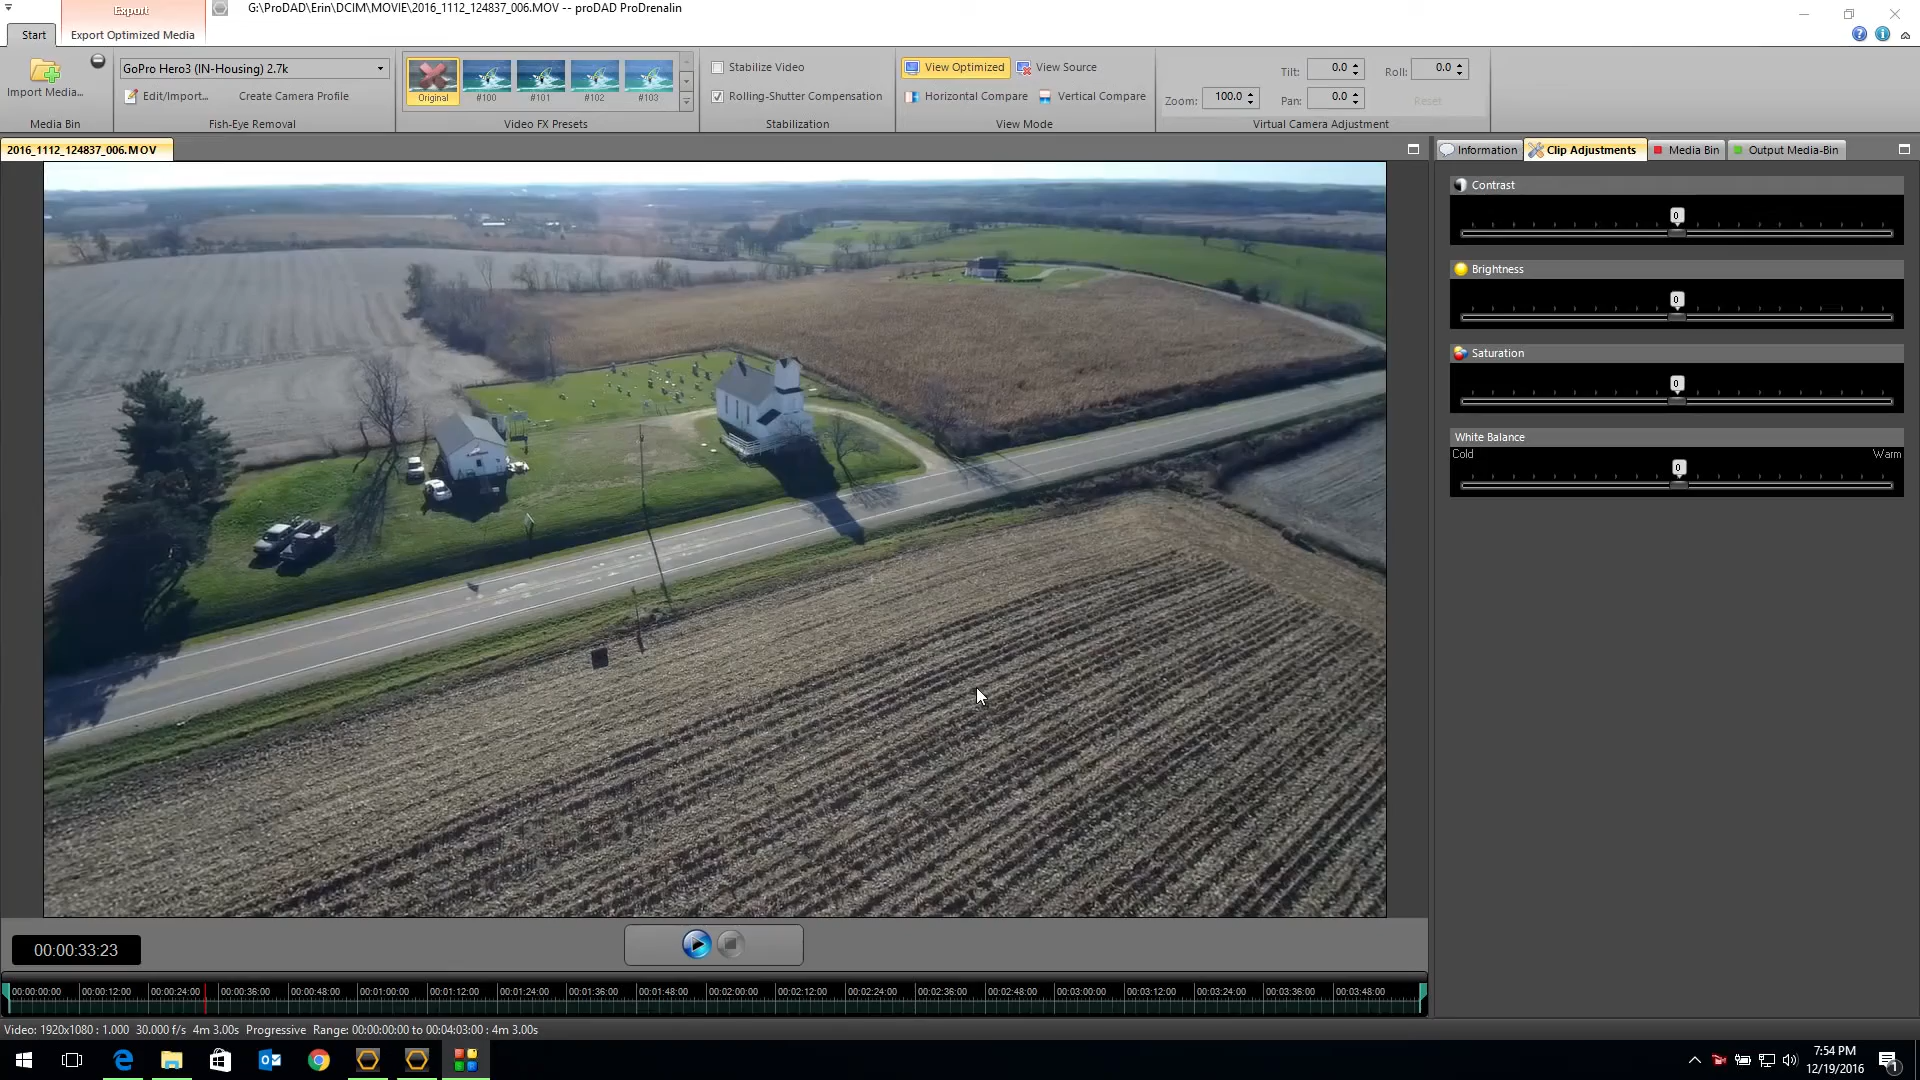 Export
G:\ProDAD\Erin\DCIM\MOVIE\2016_1112_124837_006.MOV -- proDAD ProDrenalin
Start
Export Optimized Media
Import Media...
Media Bin
GoPro Hero3 (IN-Housing) 2.7k
Edit/Import...
Create Camera Profile
Fish-Eye Removal
Original
#100
#101
#102
#103
Video FX Presets
Stabilize Video
Rolling-Shutter Compensation
Stabilization
View Optimized
View Source
Horizontal Compare
Vertical Compare
View Mode
Tilt: 0.0
Roll: 0.0
Zoom: 100.0
Pan: 0.0
Reset
Virtual Camera Adjustment
2016_1112_124837_006.MOV
Information
Clip Adjustments
Media Bin
Output Media-Bin
Contrast
0
Brightness
0
Saturation
0
White Balance
Cold
Warm
0
00:00:33:23
00:00:00:00
00:00:12:00
00:00:24:00
00:00:36:00
00:00:48:00
00:01:00:00
00:01:12:00
00:01:24:00
00:01:36:00
00:01:48:00
00:02:00:00
00:02:12:00
00:02:24:00
00:02:36:00
00:02:48:00
00:03:00:00
00:03:12:00
00:03:24:00
00:03:36:00
00:03:48:00
Video: 1920x1080 : 1.000 30.000 f/s 4m 3.00s Progressive Range: 00:00:00:00 to 00:04:03:00 : 4m 3.00s
7:54 PM
12/19/2016
1